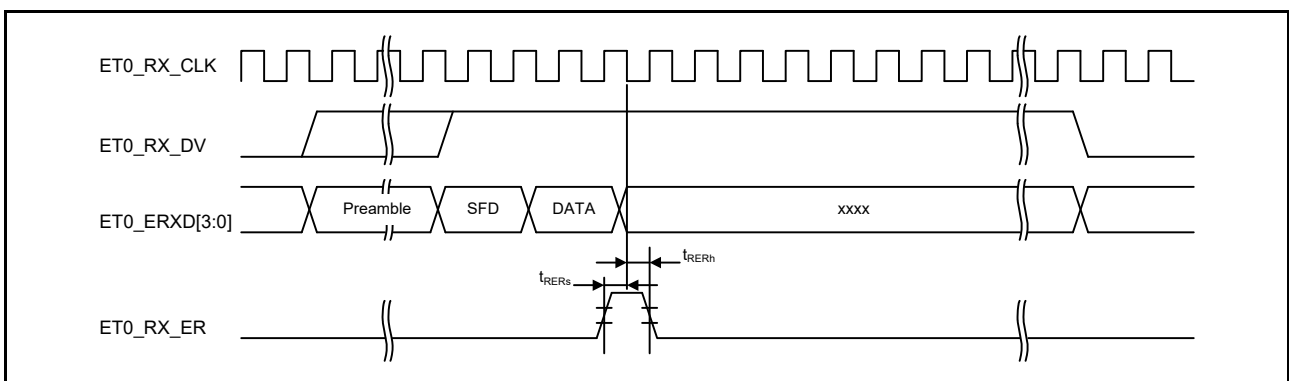 ET0_RX_CLK
ET0_RX_DV
ET0_ERXD[3:0]
Preamble SFD DATA xxxx
tRERh
tRERs
ET0_RX_ER